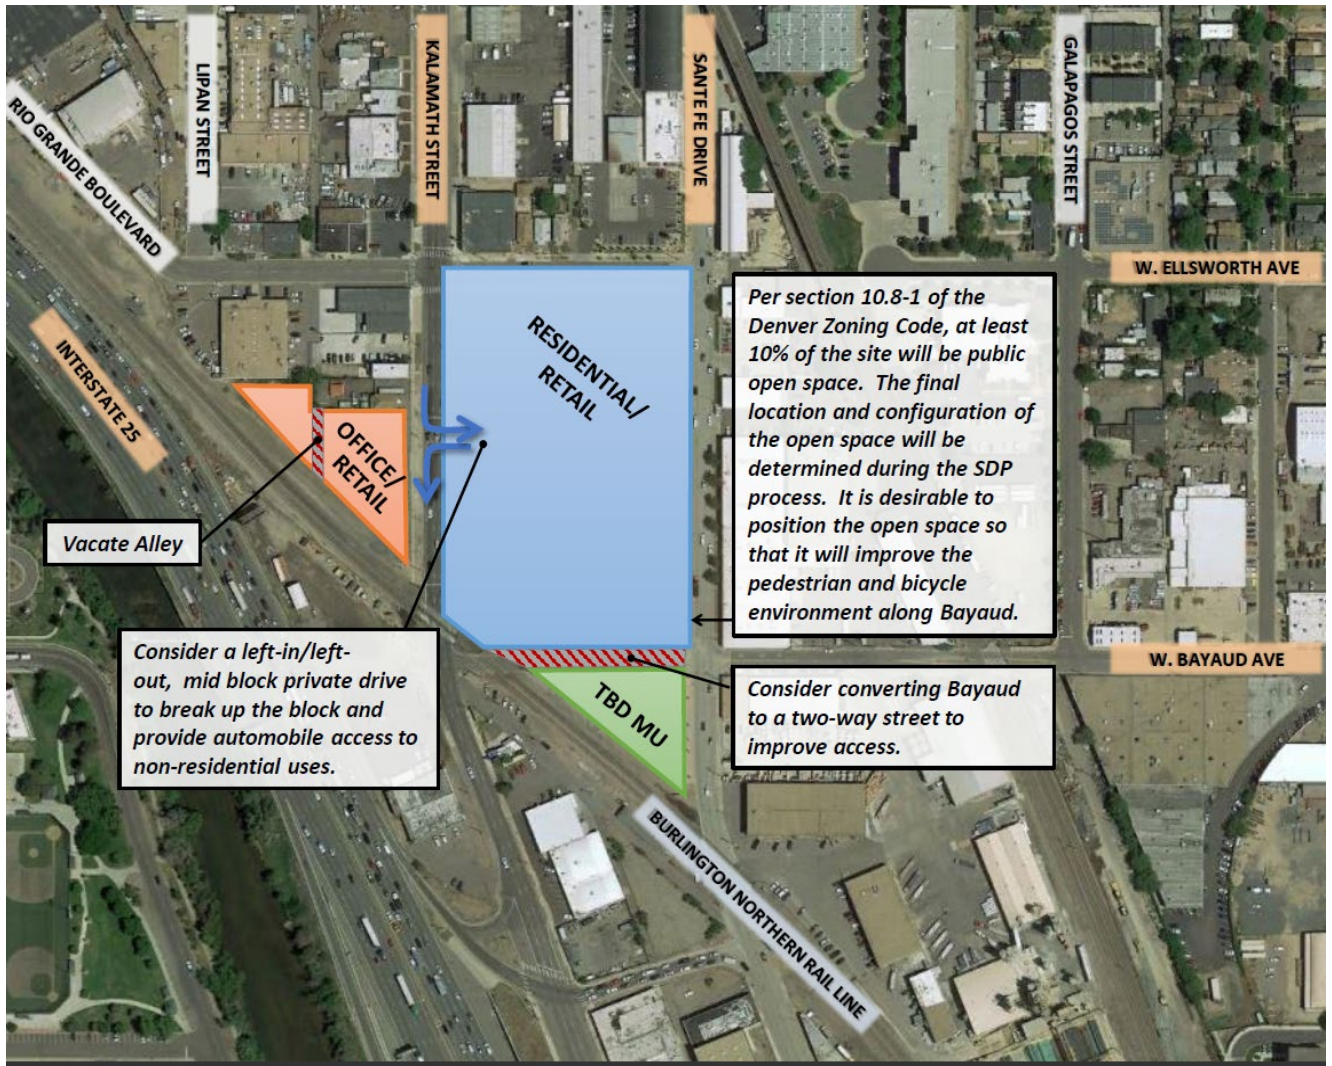 RIO GRANDE BOULEVARD
LIPAN STREET
KALAMATH STREET
SANTE FE DRIVE
GALAPAGOS STREET
W. ELLSWORTH AVE
INTERSTATE 25
RESIDENTIAL/
RETAIL
OFFICE/
RETAIL
Per section 10.8-1 of the
Denver Zoning Code, at least
10% of the site will be public
open space. The final
location and configuration of
the open space will be
determined during the SDP
process. It is desirable to
position the open space so
that it will improve the
pedestrian and bicycle
environment along Bayaud.
Vacate Alley
Consider a left-in/left-
out, mid block private drive
to break up the block and
provide automobile access to
non-residential uses.
TBD MU
W. BAYAUD AVE
Consider converting Bayaud
to a two-way street to
improve access.
BURLINGTON NORTHERN RAIL LINE